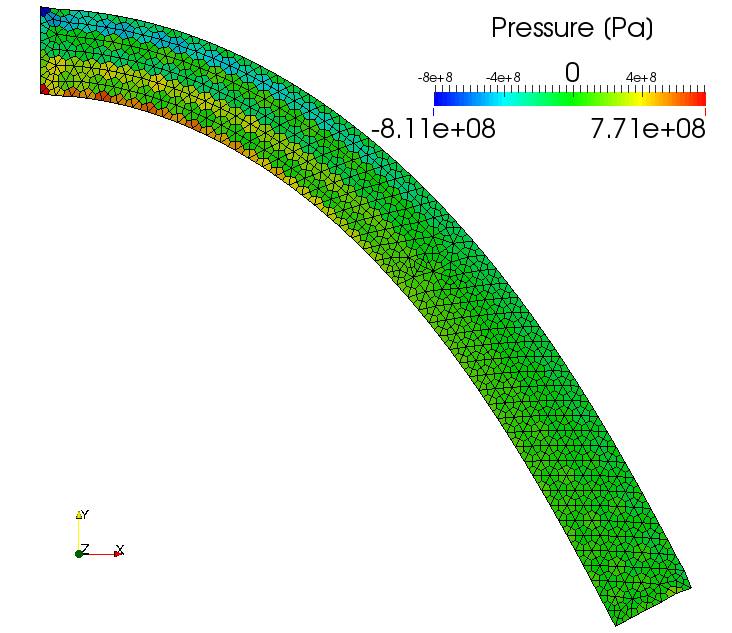 Pressure (Pa)
-8e+8 -4e+8 0 4e+8
-8.11e+08 7.71e+08
Y
Z X